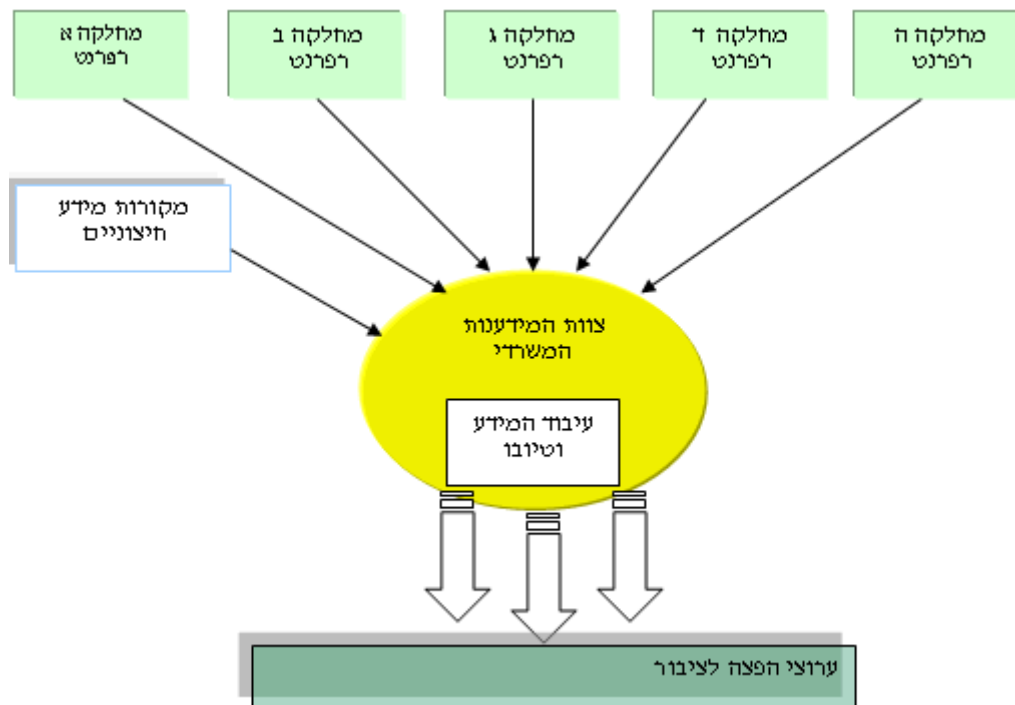 מחלקה א
רפרנט
מחלקה ב
רפרנט
מחלקה ג
רפרנט
מחלקה ד
רפרנט
מחלקה ה
רפרנט
מקורות מידע
חיצוניים
צוות המידענות
המשרדי
עיבוד המידע
וטיובו
ערוצי הפצה לציבור